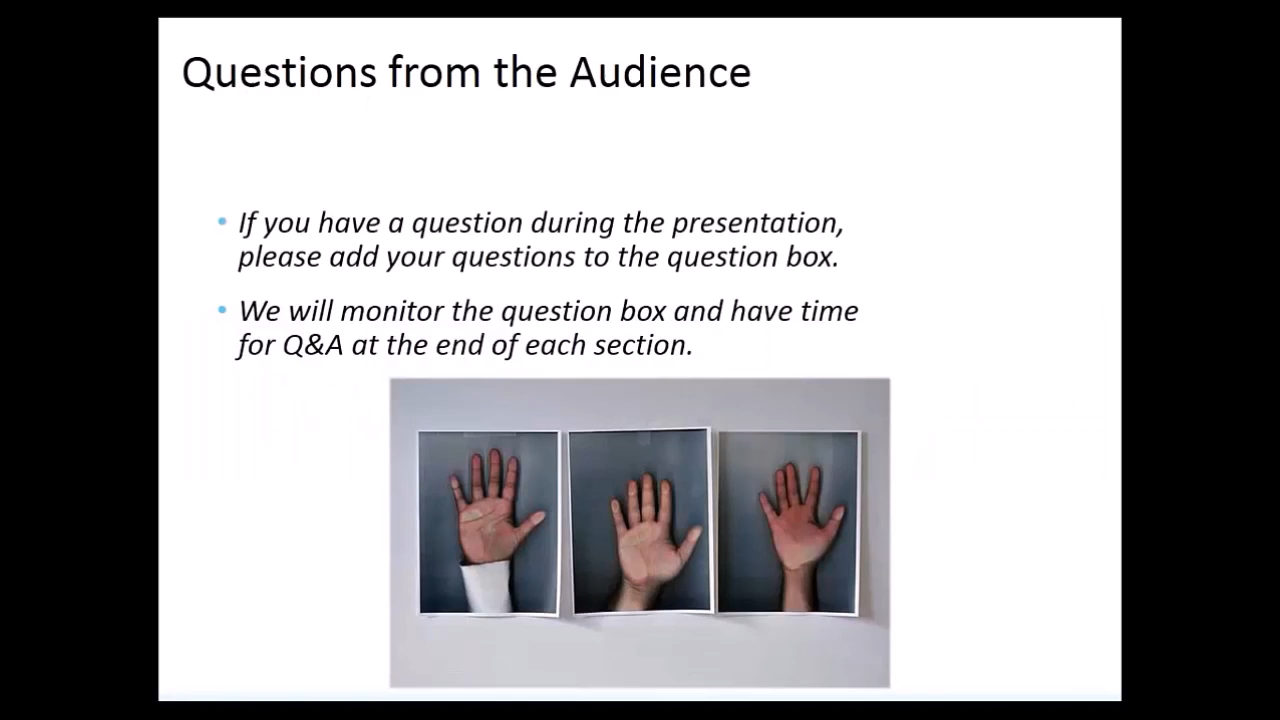 Questions from the Audience
• If you have a question during the presentation,
please add your questions to the question box.
• We will monitor the question box and have time
for Q&A at the end of each section.